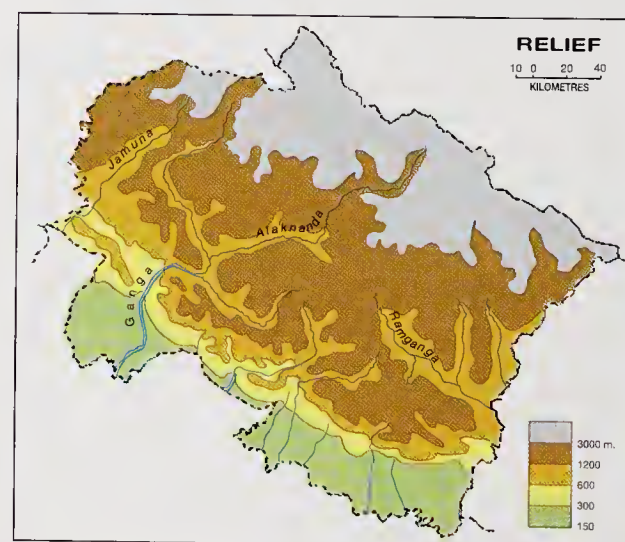 RELIEF
10 0 20 40
KILOMETRES
Jamuna
Alaknanda
Ganga
Ramganga
3000 m.
1200
600
300
150